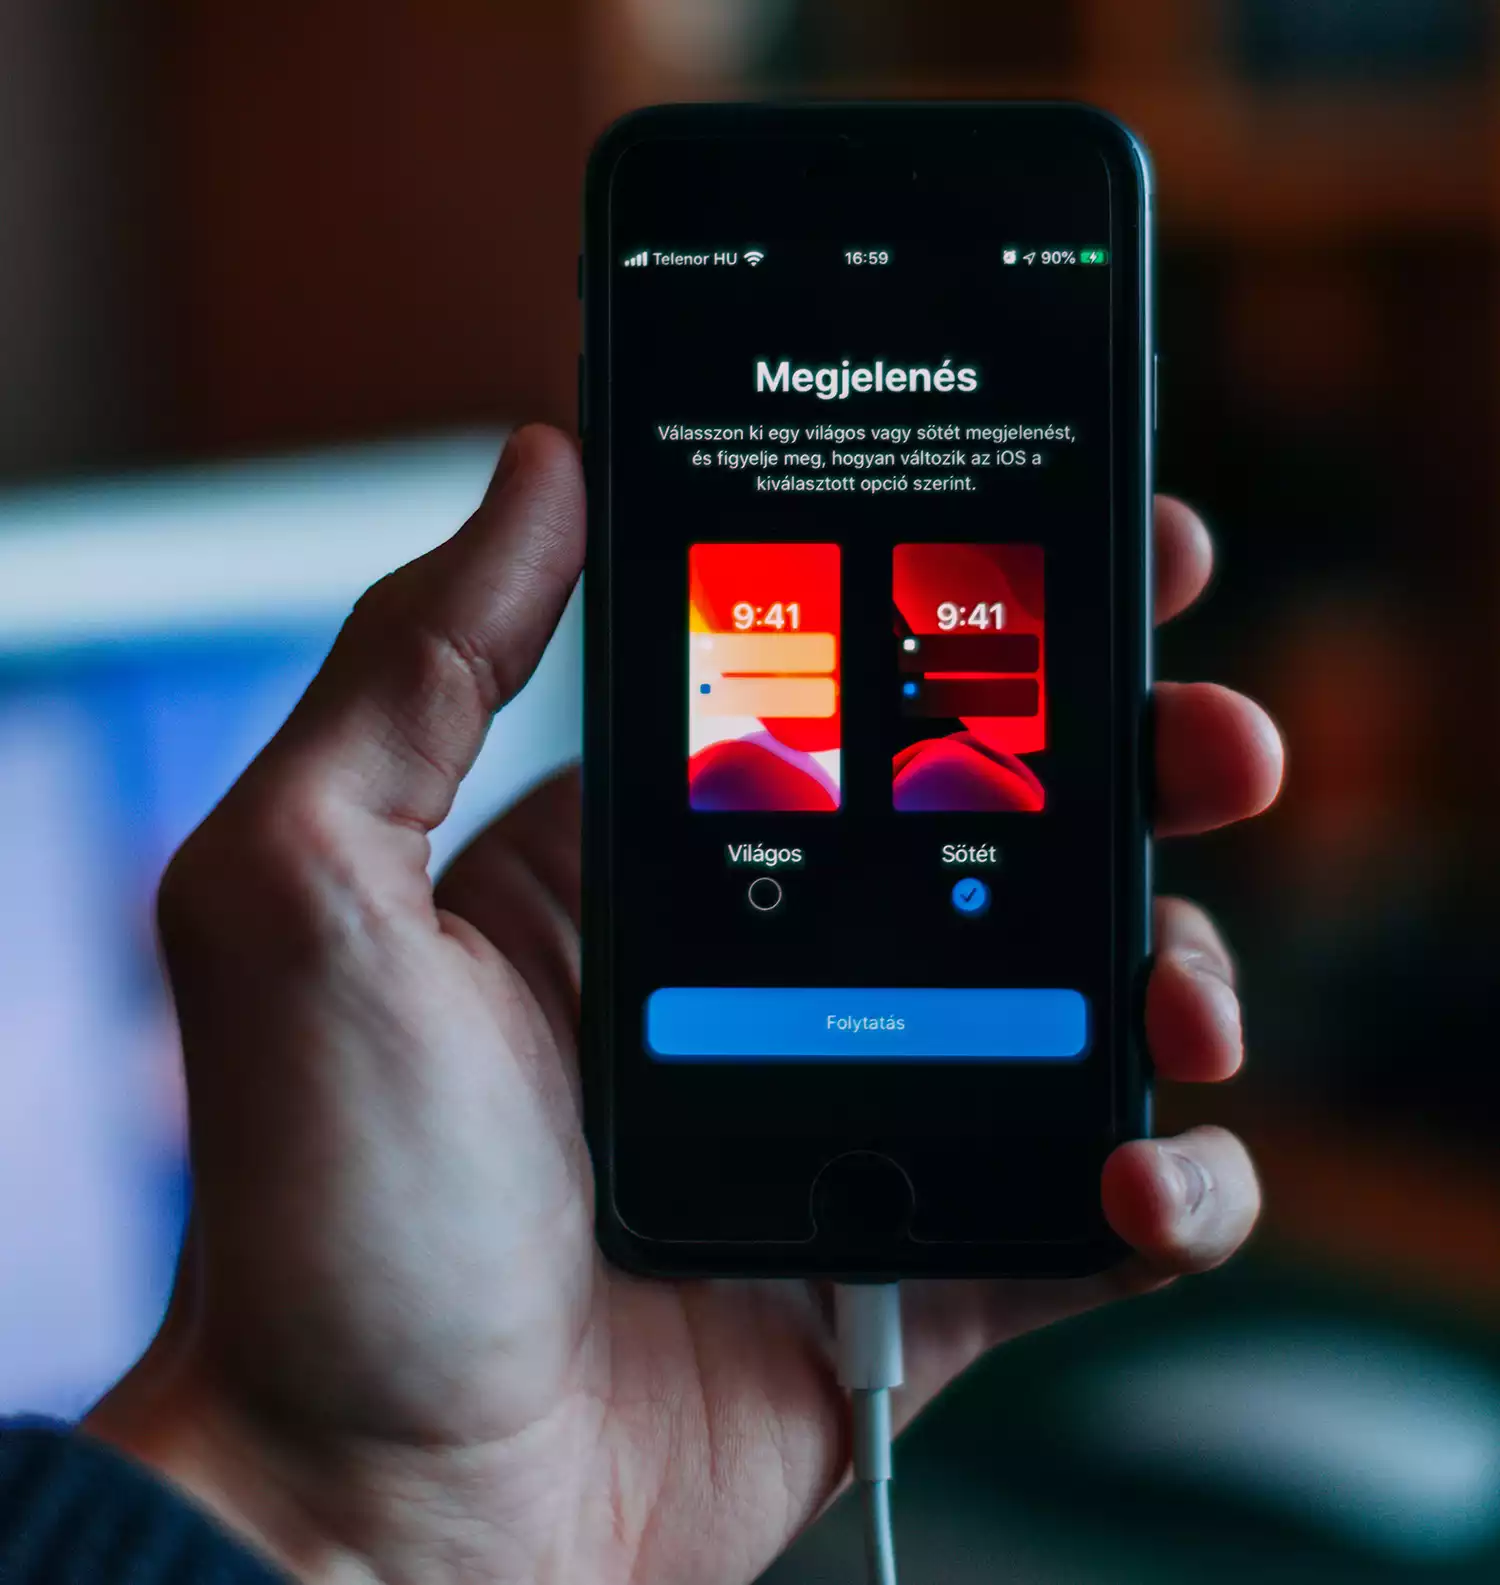 Telenor HU 16:59 90%
Megjelenés
Válasszon ki egy világos vagy sötét megjelenést,
és figyelje meg, hogyan változik az iOS a
kiválasztott opció szerint.
9:41 9:41
Világos Sötét
Folytatás